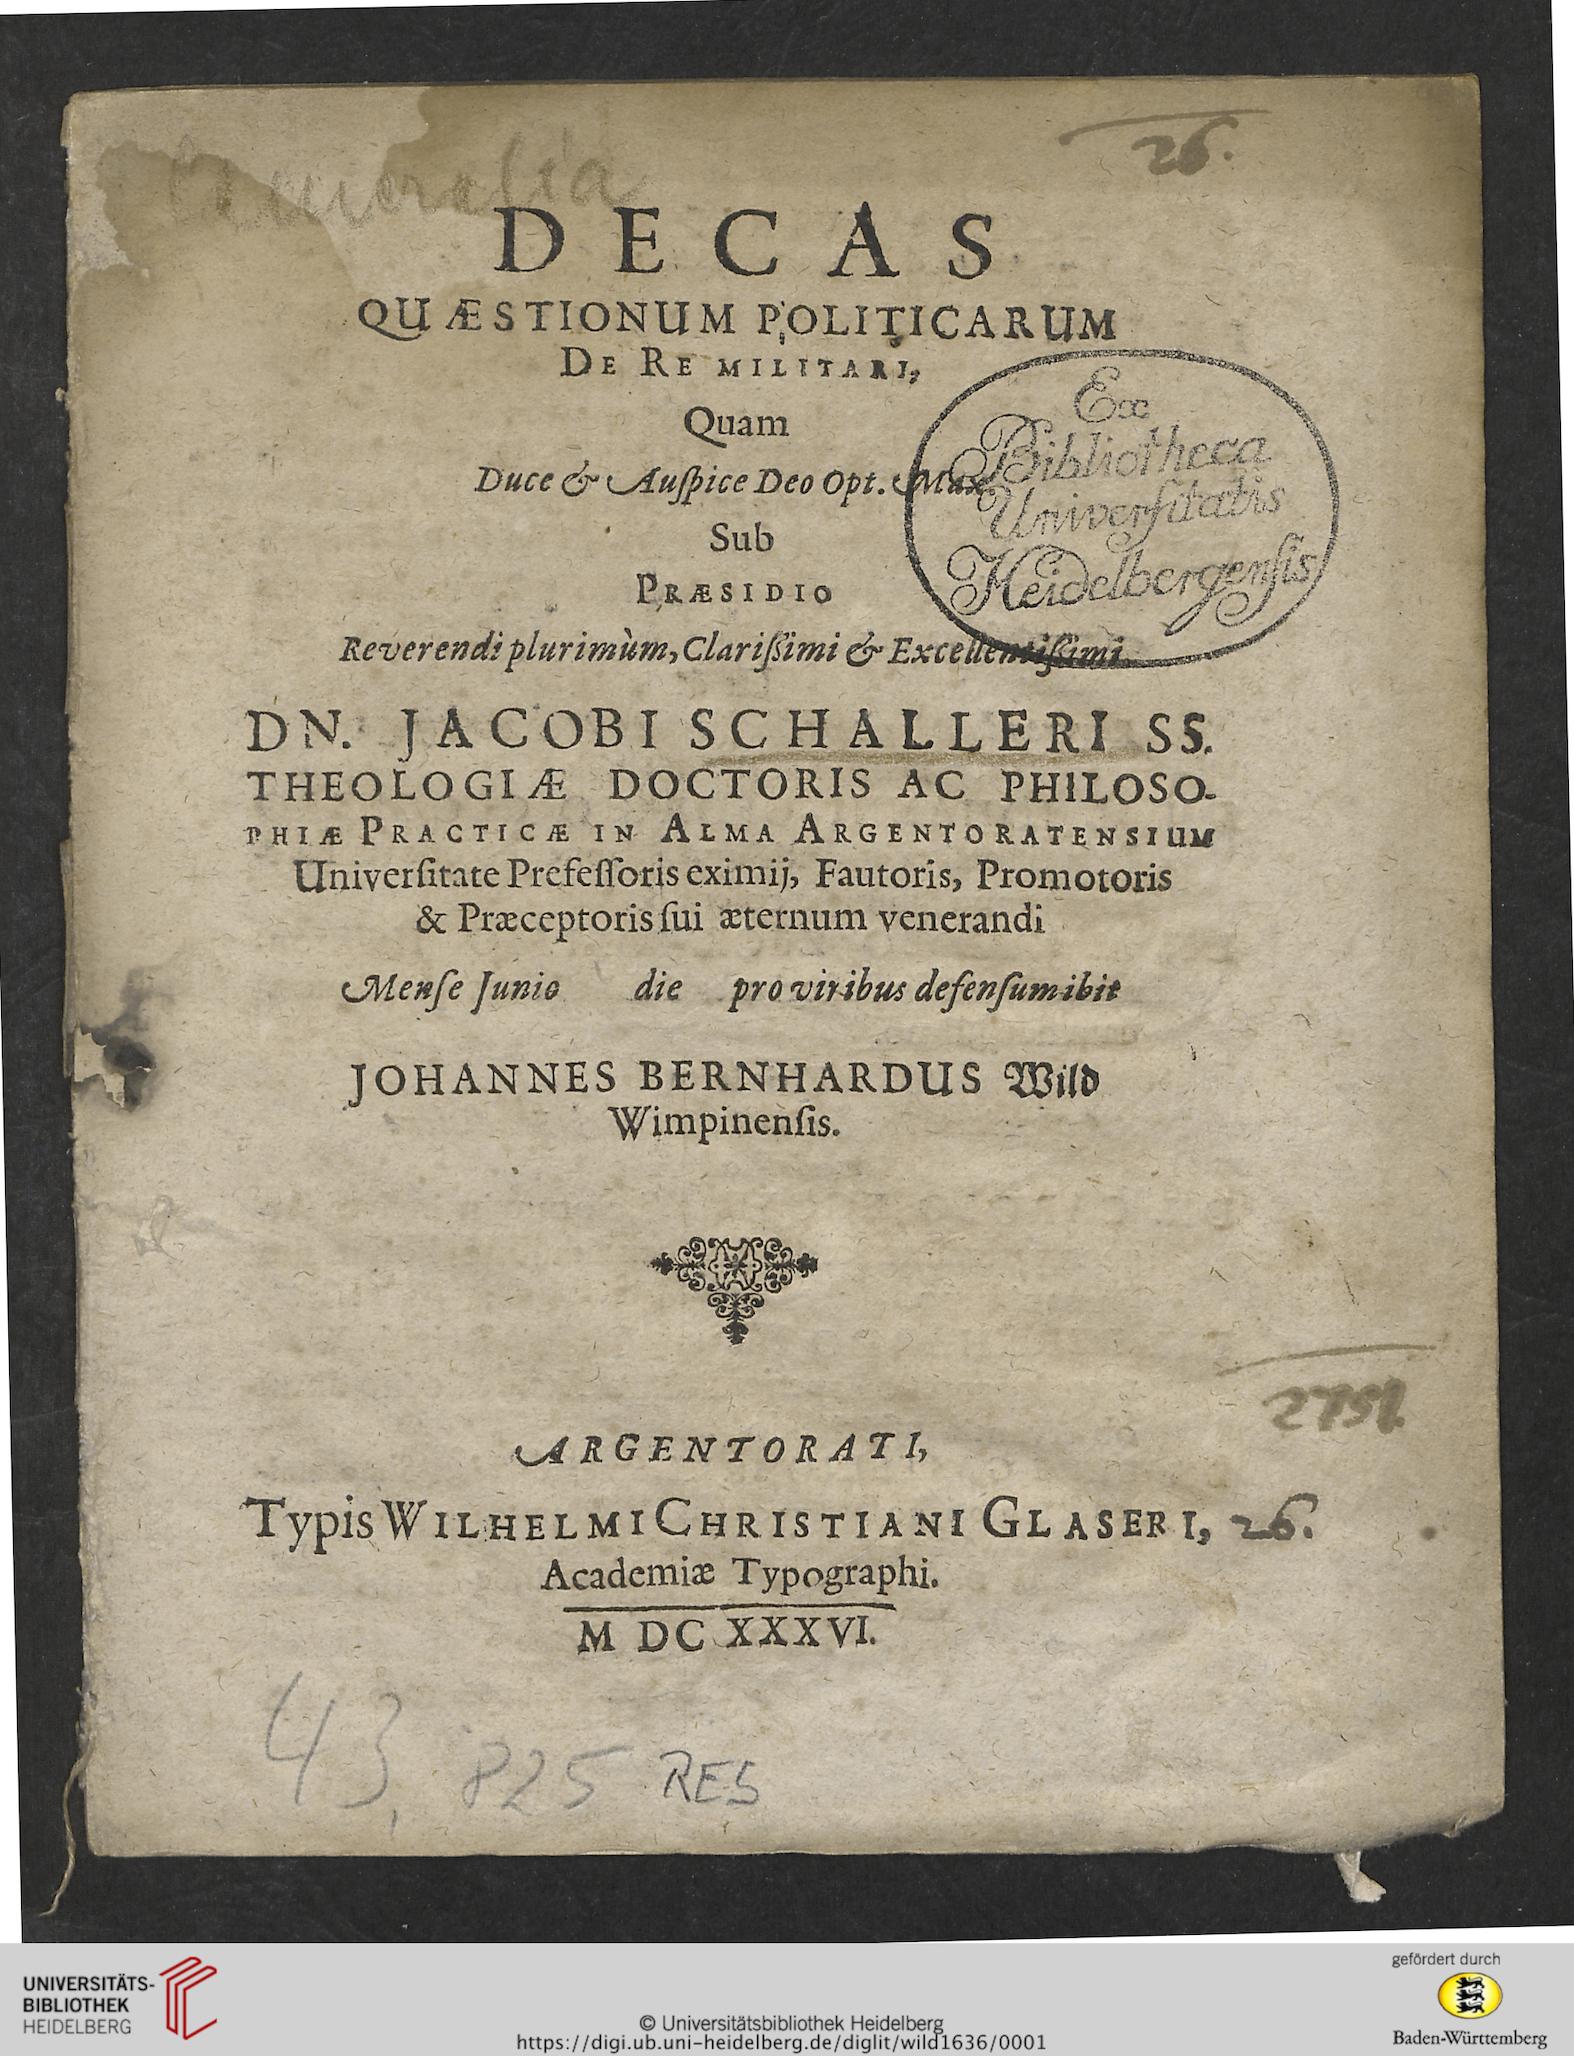 26.
DECAS
QUÆSTIONUM POLITICARUM
DE RE MILITARI,
Quam
Duce & Auſpice Deo Opt. Max.
Sub
PRÆSIDIO
Reverendi plurimùm, Clariſſimi & Excellentiſſimi
Ex
Bibliotheca
Univerſitatis
Heidelbergenſis
DN. JACOBI SCHALLERI SS.
THEOLOGIÆ DOCTORIS AC PHILOSO-
PHIÆ PRACTICÆ IN ALMA ARGENTORATENSIUM
Univerſitate Prefeſſoris eximij, Fautoris, Promotoris
& Præceptoris ſui æternum venerandi
Menſe Junio die pro viribus defenſum ibit
JOHANNES BERNHARDUS Wild
Wimpinenſis.
ARGENTORATI,
Typis WILHELMI CHRISTIANI GLASERI, 26.
Academiæ Typographi.
M DC XXXVI.
43, 825 RES
UNIVERSITÄTS-
BIBLIOTHEK
HEIDELBERG
© Universitätsbibliothek Heidelberg
https://digi.ub.uni-heidelberg.de/diglit/wild1636/0001
gefördert durch
Baden-Württemberg